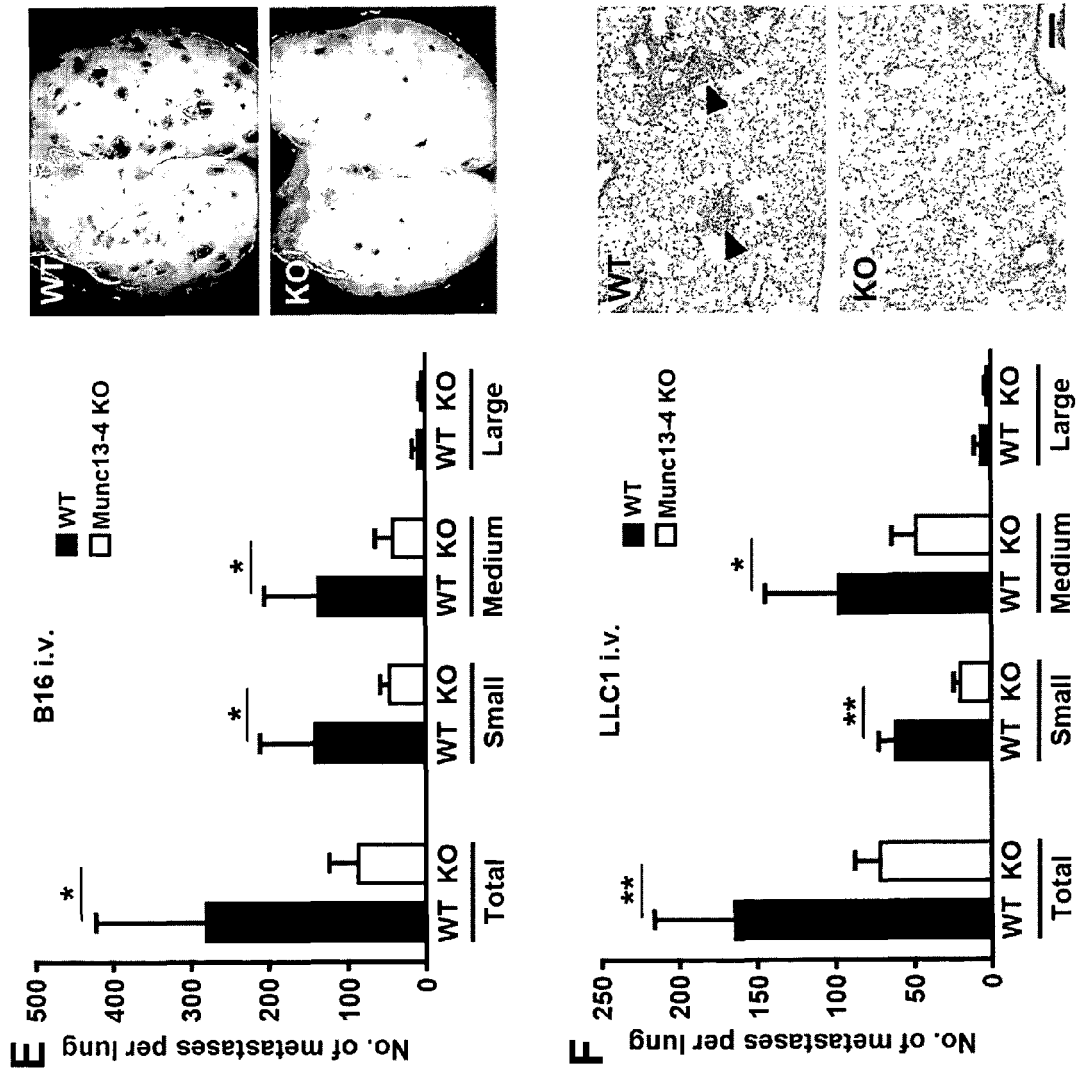 E
B16 i.v.
WT
Munc13-4 KO
No. of metastases per lung
500
400
300
200
100
0
*
*
*
WT KO WT KO WT KO WT KO
Total Small Medium Large
WT
KO
F
LLC1 i.v.
WT
Munc13-4 KO
No. of metastases per lung
250
200
150
100
50
0
**
**
*
WT KO WT KO WT KO WT KO
Total Small Medium Large
WT
KO